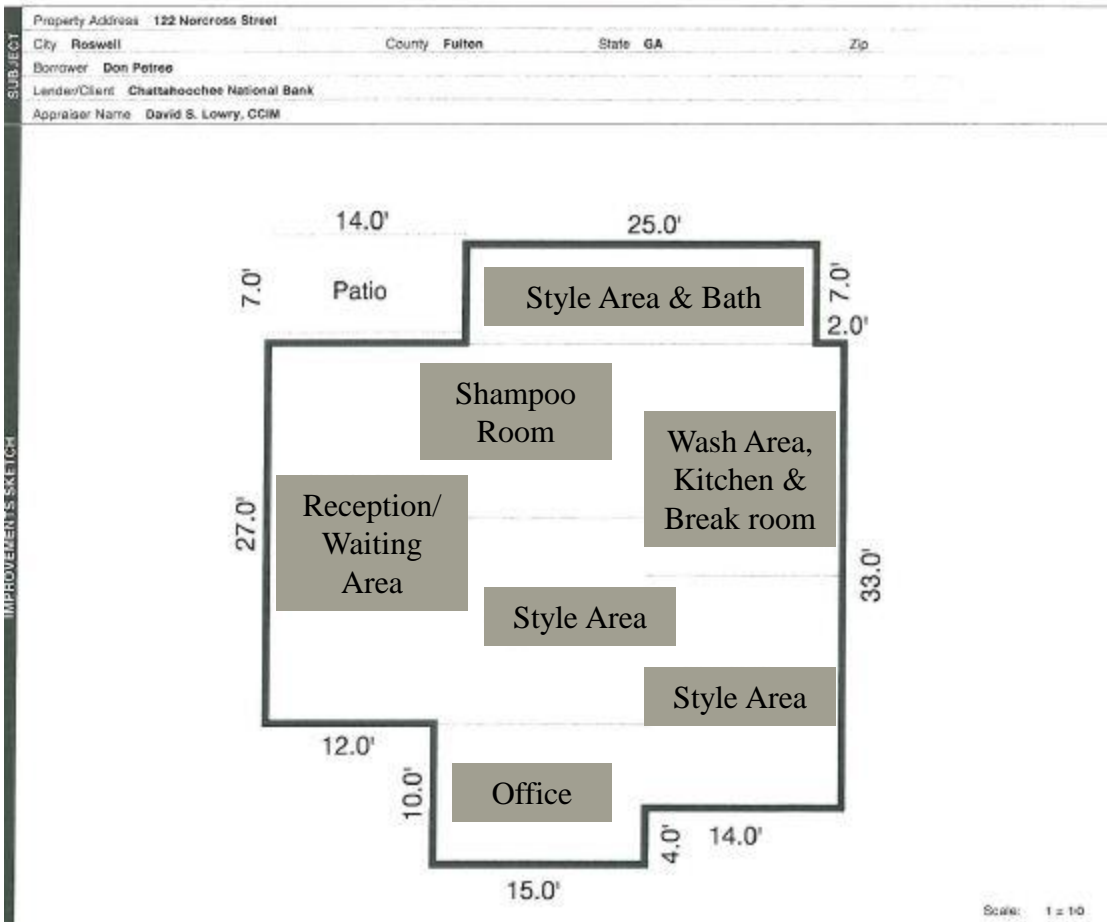 SUBJECT
Property Address 122 Norcross Street
City Roswell County Fulton State GA Zip
Borrower Don Petree
Lender/Client Chattahoochee National Bank
Appraiser Name David S. Lowry, CCIM
IMPROVEMENTS SKETCH
14.0'
25.0'
7.0'
Patio
Style Area & Bath
7.0'
2.0'
Shampoo
Room
Wash Area,
Kitchen &
Break room
27.0'
Reception/
Waiting
Area
33.0'
Style Area
Style Area
12.0'
10.0'
Office
4.0'
14.0'
15.0'
Scale: 1 = 10